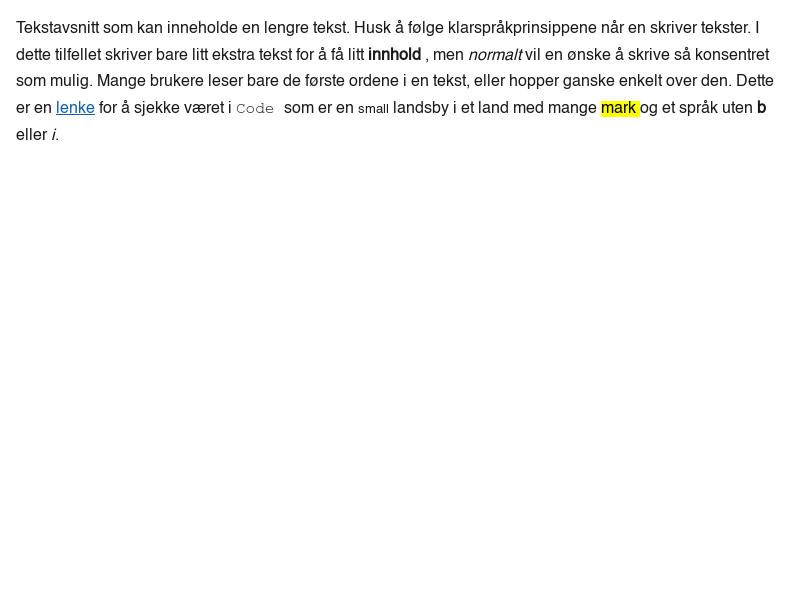 Tekstavsnitt som kan inneholde en lengre tekst. Husk å følge klarspråkprinsippene når en skriver tekster. I
dette tilfellet skriver bare litt ekstra tekst for å få litt innhold , men normalt vil en ønske å skrive så konsentret
som mulig. Mange brukere leser bare de første ordene i en tekst, eller hopper ganske enkelt over den. Dette
er en lenke for å sjekke været i Code som er en small landsby i et land med mange mark og et språk uten b
eller i.